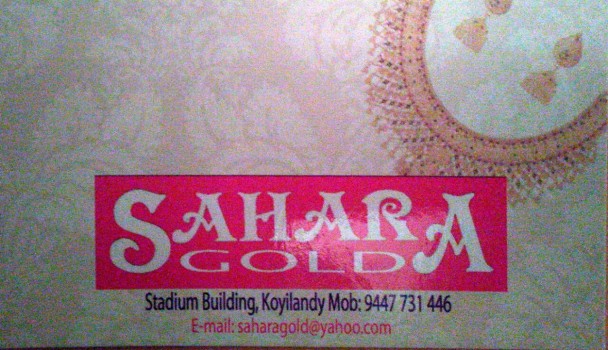 SAHARA
GOLD
Stadium Building, Koyilandy Mob: 9447 731 446
E-mail: saharagold@yahoo.com